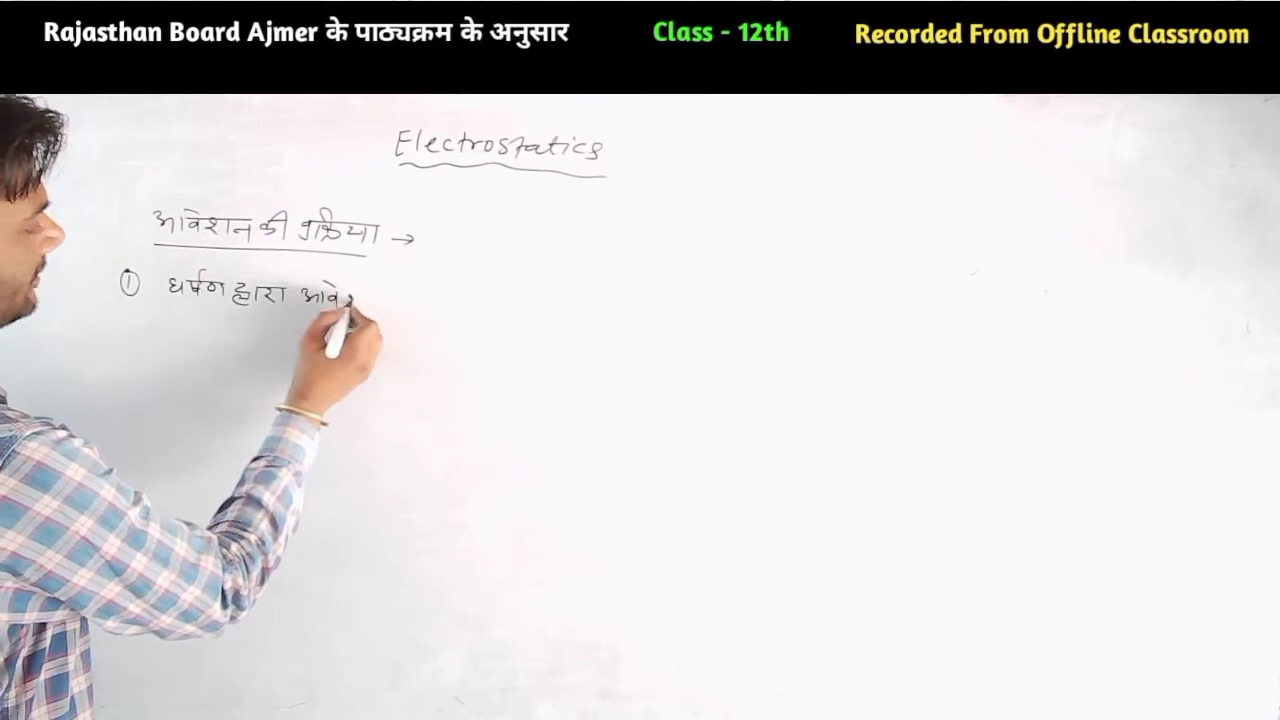 Rajasthan Board Ajmer के पाठ्यक्रम के अनुसार Class - 12th Recorded From Offline Classroom
Electrostatics
आवेशन की प्रक्रिया →
① घर्षण द्वारा आवे